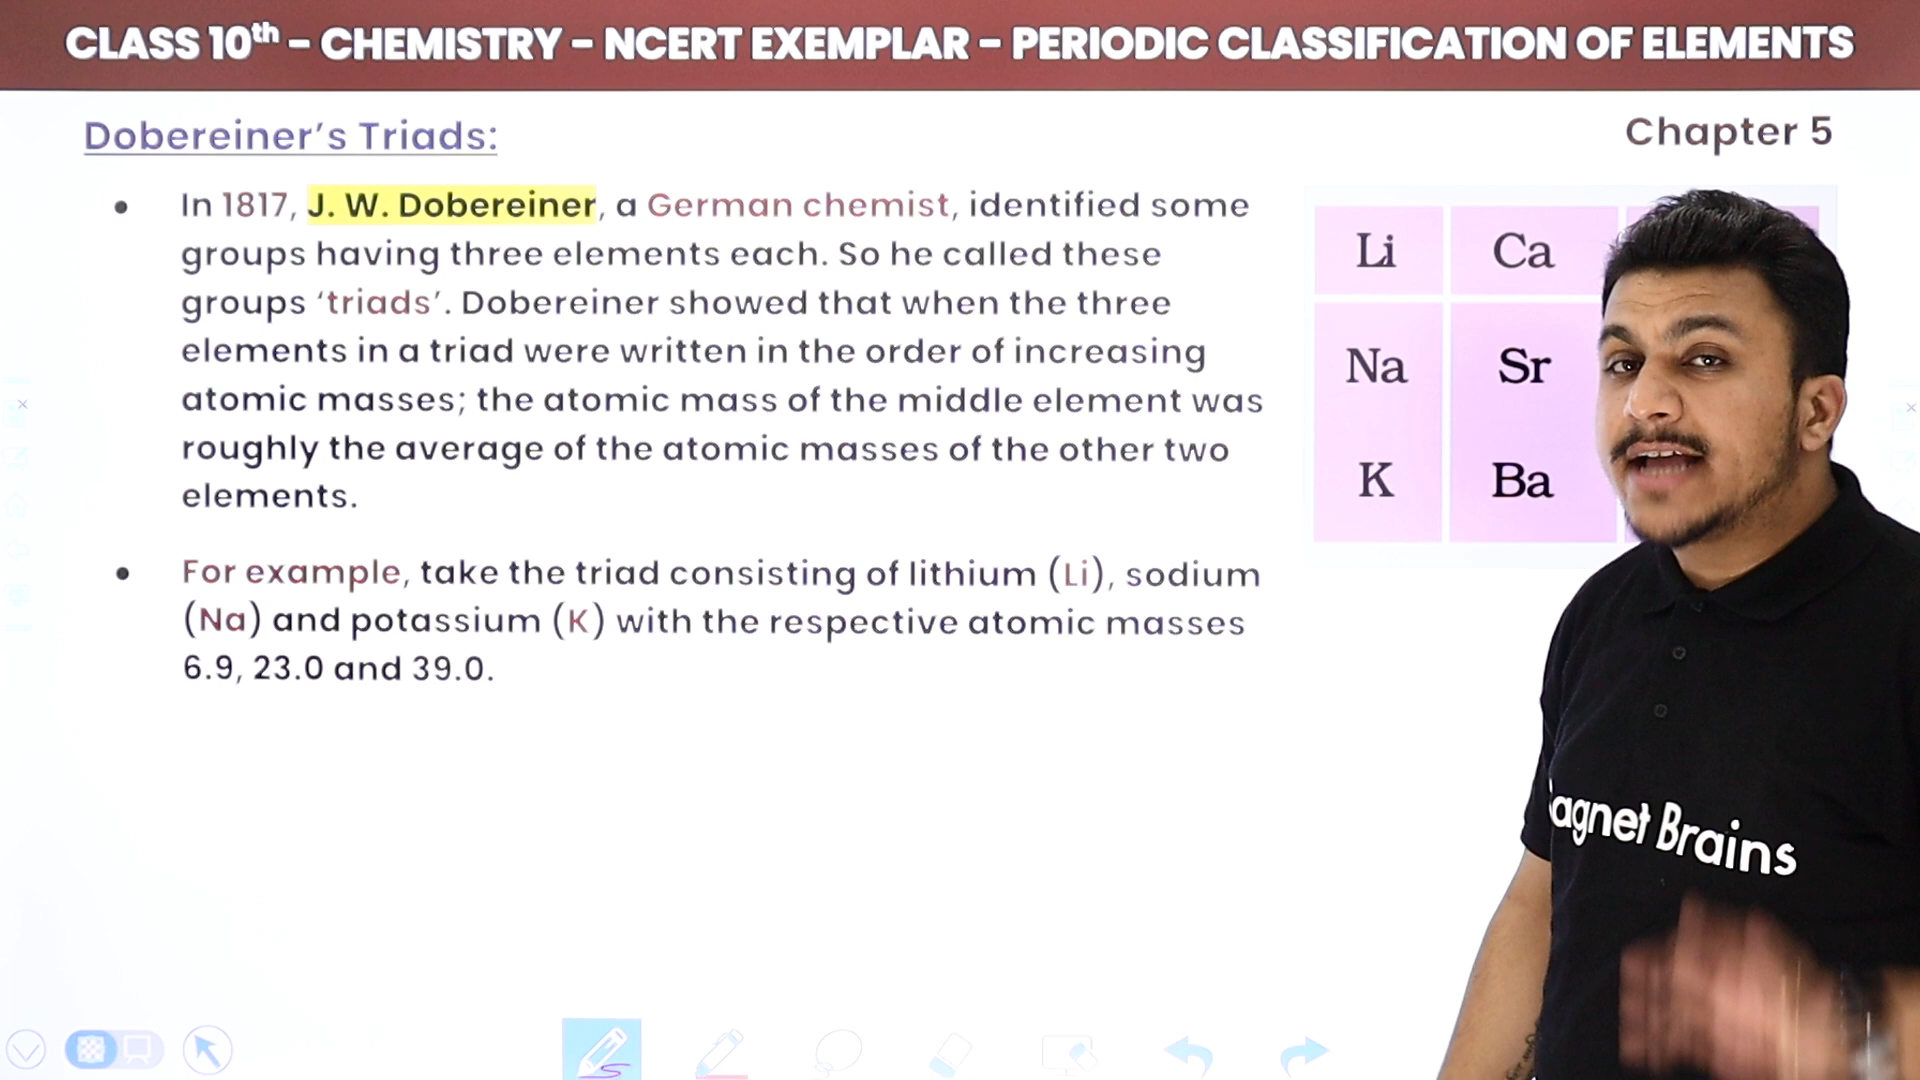 CLASS 10th – CHEMISTRY – NCERT EXEMPLAR – PERIODIC CLASSIFICATION OF ELEMENTS
Dobereiner’s Triads:
Chapter 5
• In 1817, J. W. Dobereiner, a German chemist, identified some
groups having three elements each. So he called these
groups ‘triads’. Dobereiner showed that when the three
elements in a triad were written in the order of increasing
atomic masses; the atomic mass of the middle element was
roughly the average of the atomic masses of the other two
elements.
• For example, take the triad consisting of lithium (Li), sodium
(Na) and potassium (K) with the respective atomic masses
6.9, 23.0 and 39.0.
Li Ca
Na Sr
K Ba
agnet Brains